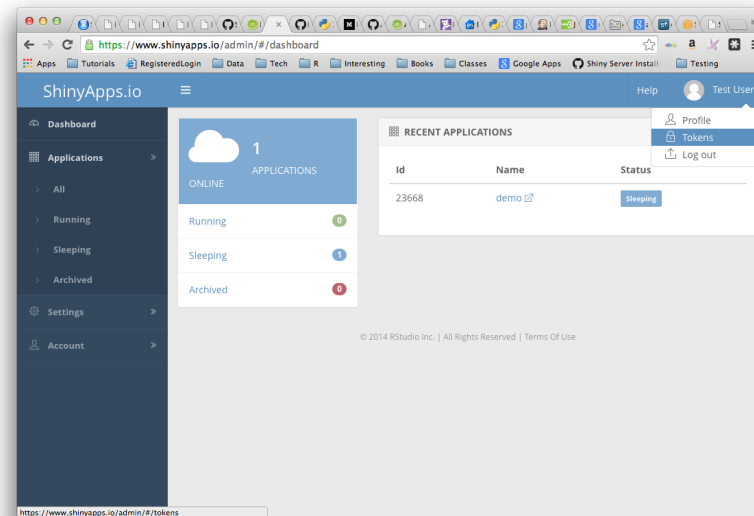 https://www.shinyapps.io/admin/#/dashboard
Apps Tutorials RegisteredLogin Data Tech R Interesting Books Classes Google Apps Shiny Server Install Testing
ShinyApps.io Help Test User
Profile
Tokens
Log out
Dashboard
Applications
All
Running
Sleeping
Archived
Settings
Account
1
APPLICATIONS
ONLINE
Running 0
Sleeping 1
Archived 0
RECENT APPLICATIONS
Id Name Status
23668 demo Sleeping
© 2014 RStudio Inc. | All Rights Reserved | Terms Of Use
https://www.shinyapps.io/admin/#/tokens